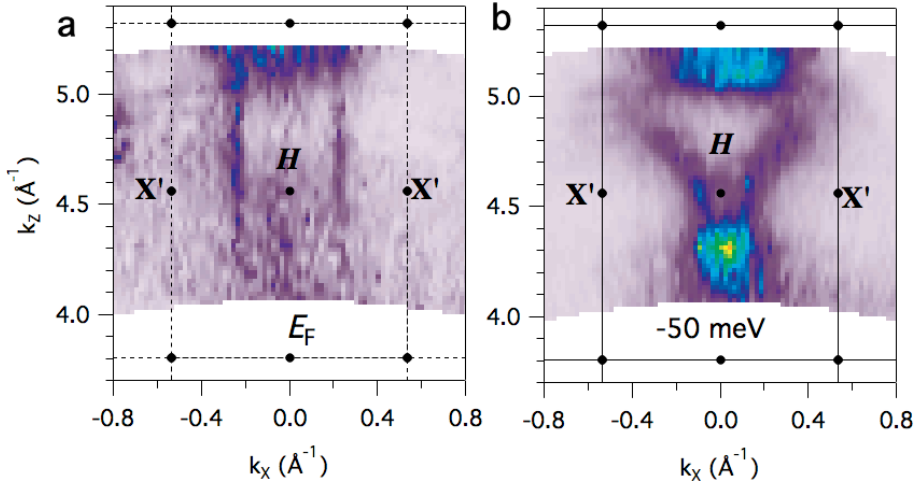 a
b
5.0
4.5
4.0
k_Z (Å⁻¹)
H
X'
X'
E_F
-0.8
-0.4
0.0
0.4
0.8
k_X (Å⁻¹)
5.0
4.5
4.0
H
X'
X'
-50 meV
-0.8
-0.4
0.0
0.4
0.8
k_X (Å⁻¹)